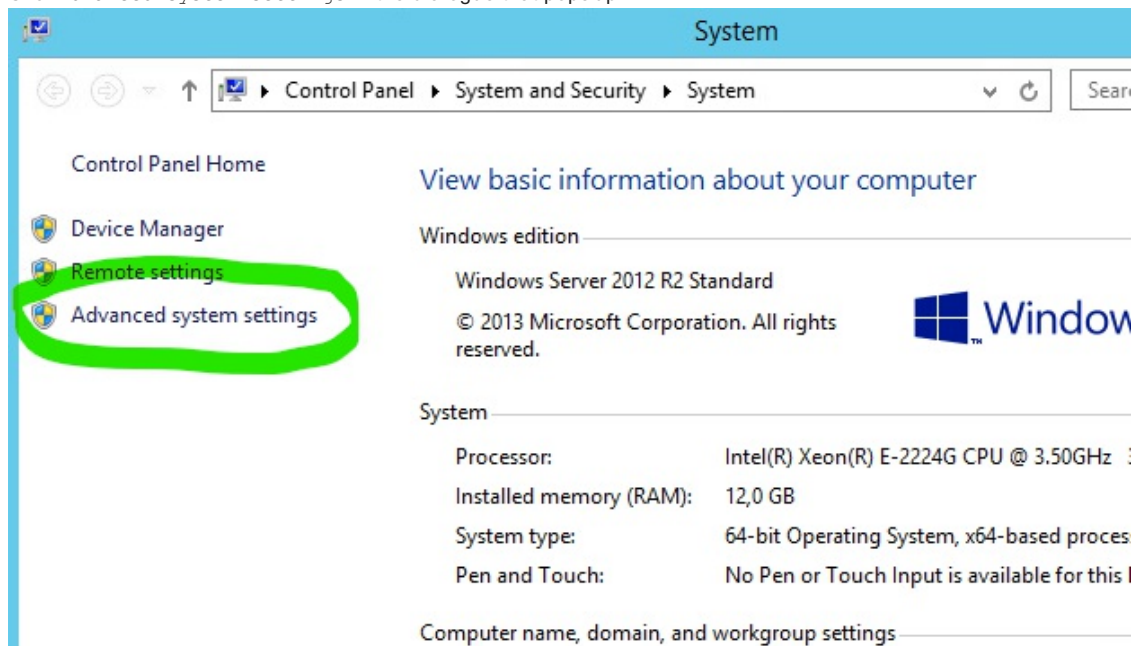 System
Control Panel System and Security System
Control Panel Home
Device Manager
Remote settings
Advanced system settings
View basic information about your computer
Windows edition
Windows Server 2012 R2 Standard
© 2013 Microsoft Corporation. All rights
reserved.
Window
System
Processor: Intel(R) Xeon(R) E-2224G CPU @ 3.50GHz
Installed memory (RAM): 12,0 GB
System type: 64-bit Operating System, x64-based
Pen and Touch: No Pen or Touch Input is available for this
Computer name, domain, and workgroup settings